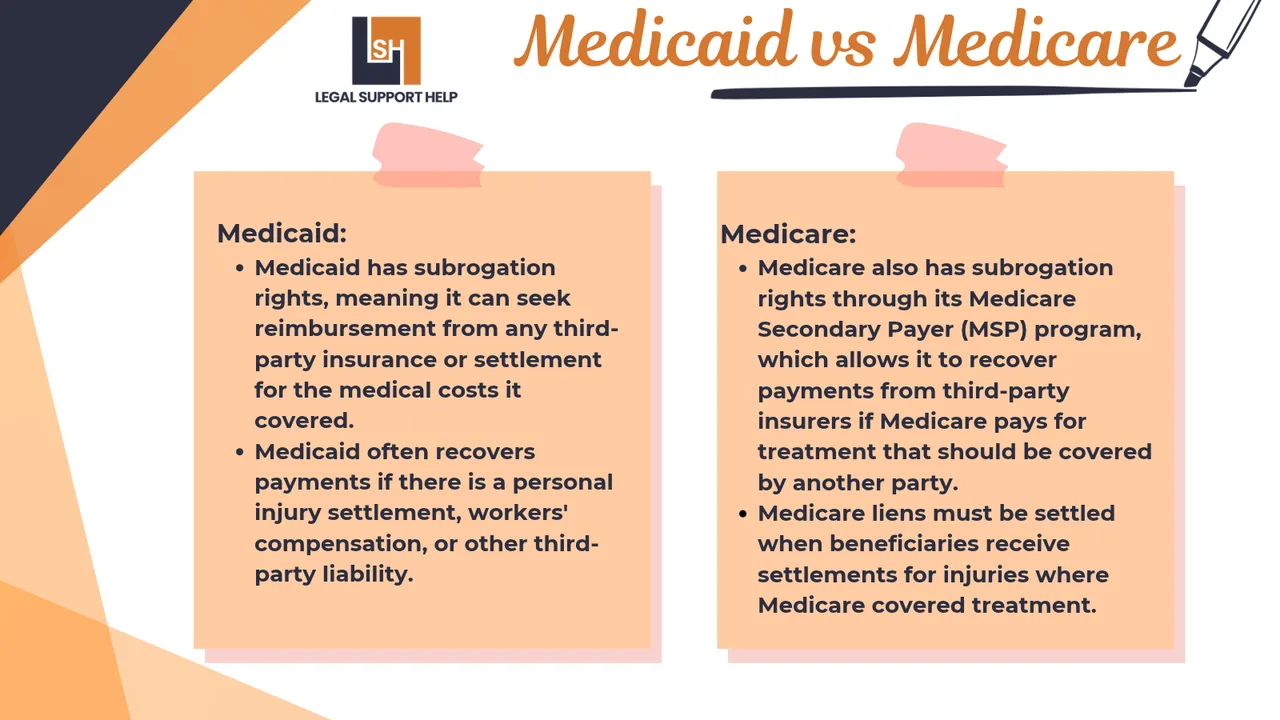 SH
LEGAL SUPPORT HELP
Medicaid vs Medicare
Medicaid:
• Medicaid has subrogation
rights, meaning it can seek
reimbursement from any third-
party insurance or settlement
for the medical costs it
covered.
• Medicaid often recovers
payments if there is a personal
injury settlement, workers'
compensation, or other third-
party liability.
Medicare:
• Medicare also has subrogation
rights through its Medicare
Secondary Payer (MSP) program,
which allows it to recover
payments from third-party
insurers if Medicare pays for
treatment that should be covered
by another party.
• Medicare liens must be settled
when beneficiaries receive
settlements for injuries where
Medicare covered treatment.